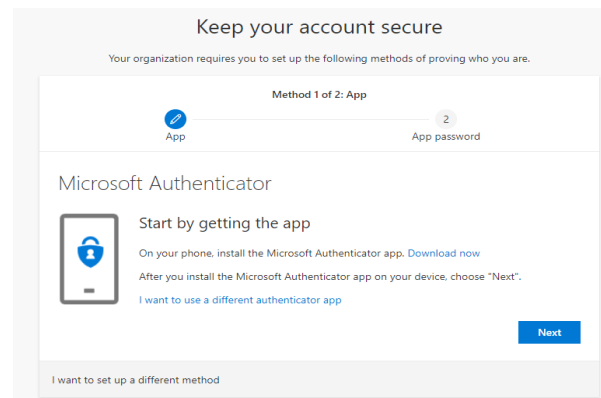 Keep your account secure
Your organization requires you to set up the following methods of proving who you are.
Method 1 of 2: App
2
App
App password
Microsoft Authenticator
Start by getting the app
On your phone, install the Microsoft Authenticator app. Download now
After you install the Microsoft Authenticator app on your device, choose "Next".
I want to use a different authenticator app
Next
I want to set up a different method